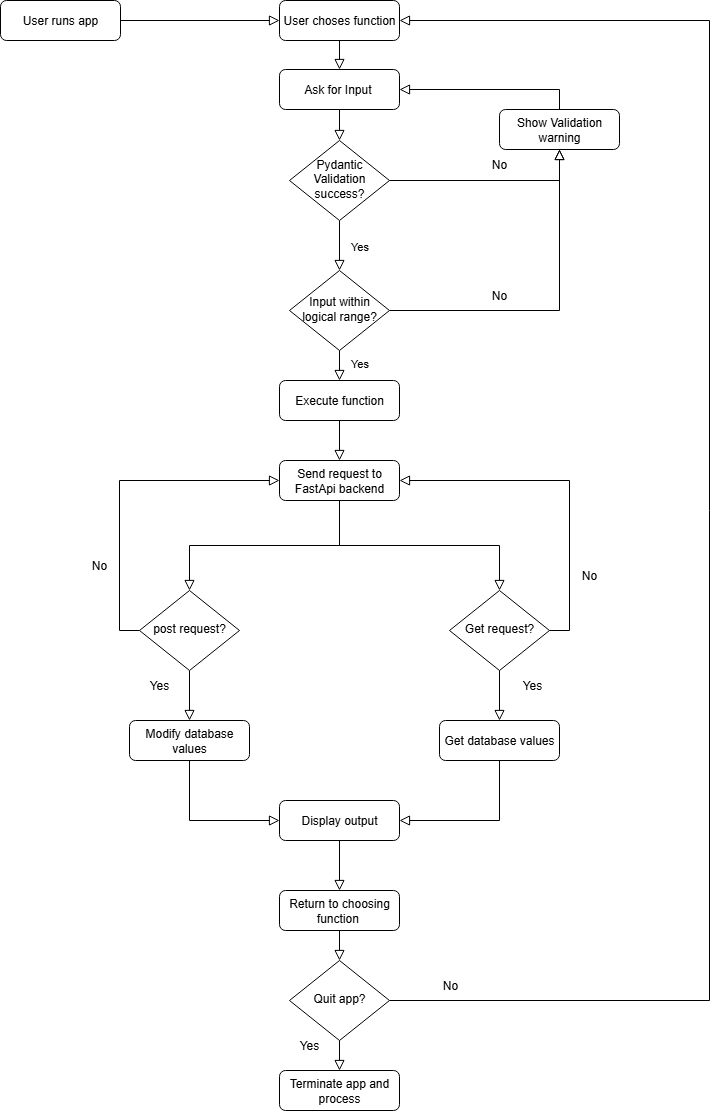 User runs app
User choses function
Ask for Input
Show Validation
warning
Pydantic
Validation
success?
No
Yes
Input within
logical range?
No
Yes
Execute function
Send request to
FastApi backend
No
No
post request?
Get request?
Yes
Yes
Modify database
values
Get database values
Display output
Return to choosing
function
Quit app?
No
Yes
Terminate app and
process